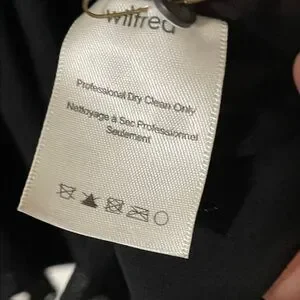 wilfred
Professional Dry Clean Only
Nettoyage à Sec Professionnel
Seulement